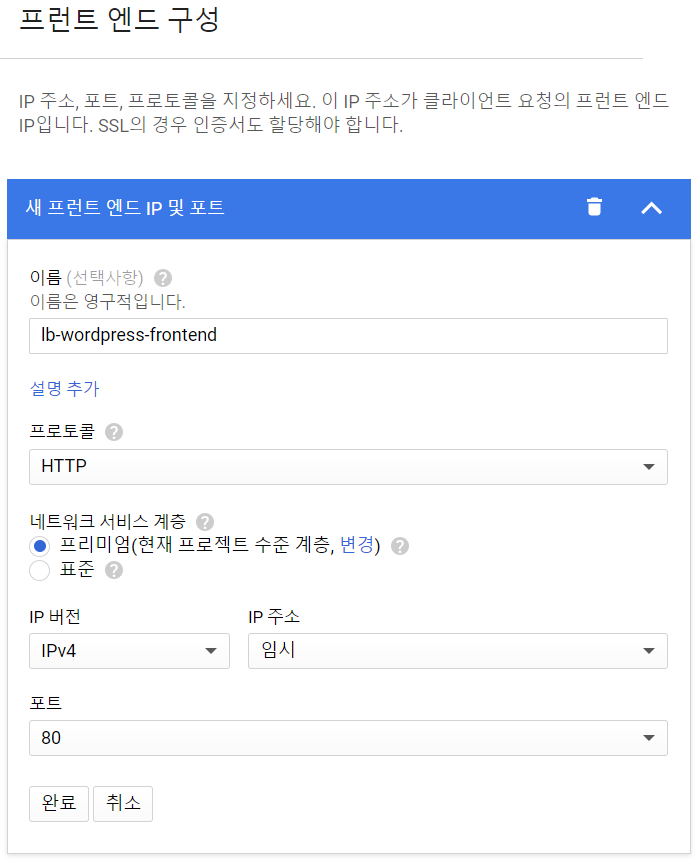 프런트 엔드 구성
IP 주소, 포트, 프로토콜을 지정하세요. 이 IP 주소가 클라이언트 요청의 프런트 엔드
IP입니다. SSL의 경우 인증서도 할당해야 합니다.
새 프런트 엔드 IP 및 포트
이름 (선택사항) ?
이름은 영구적입니다.
lb-wordpress-frontend
설명 추가
프로토콜 ?
HTTP
네트워크 서비스 계층 ?
프리미엄(현재 프로젝트 수준 계층, 변경) ?
표준 ?
IP 버전 IP 주소
IPv4 임시
포트
80
완료 취소